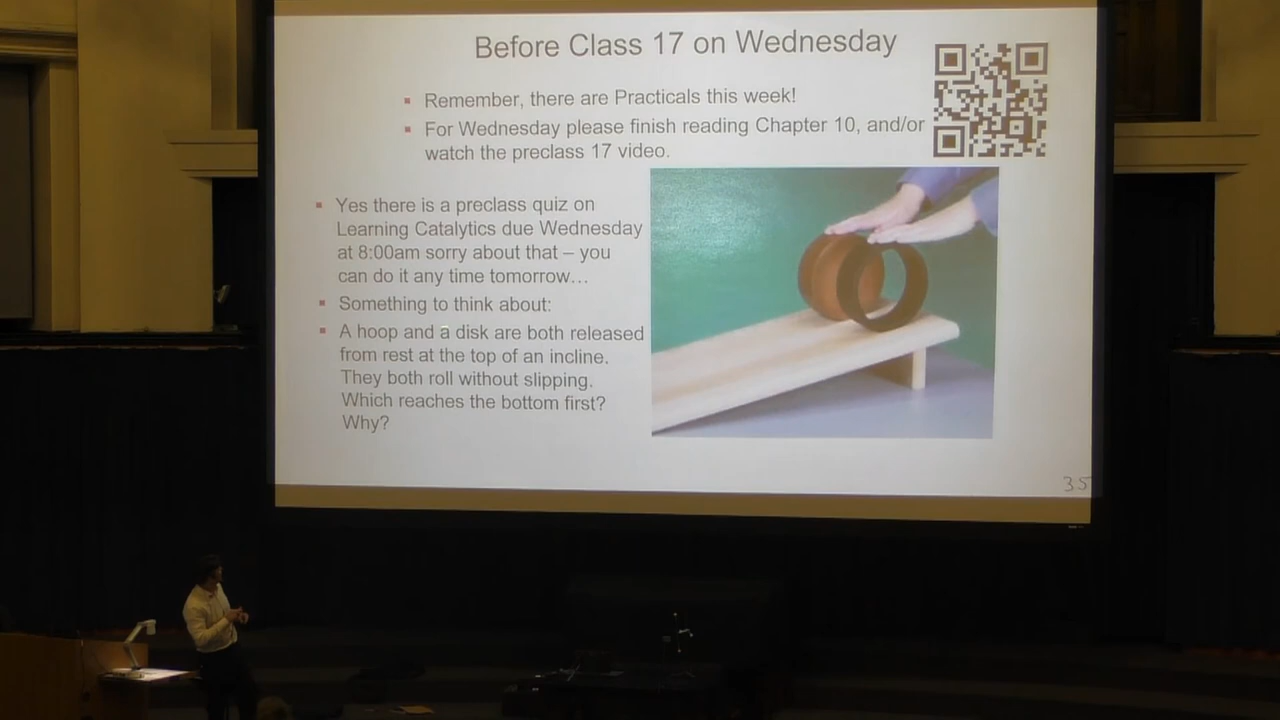 Before Class 17 on Wednesday
Remember, there are Practicals this week!
For Wednesday please finish reading Chapter 10, and/or
watch the preclass 17 video.
Yes there is a preclass quiz on
Learning Catalytics due Wednesday
at 8:00am sorry about that – you
can do it any time tomorrow…
Something to think about:
A hoop and a disk are both released
from rest at the top of an incline.
They both roll without slipping.
Which reaches the bottom first?
Why?
35